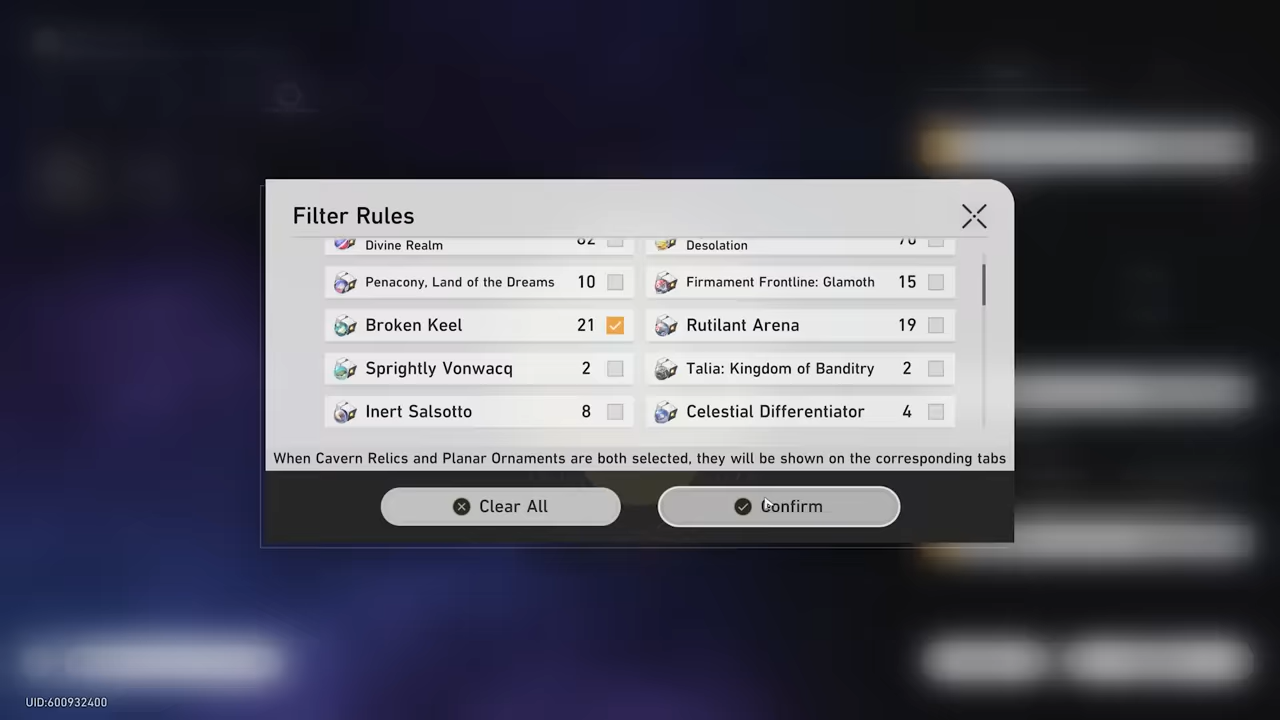 Filter Rules
Divine Realm 62
Desolation 70
Penacony, Land of the Dreams 10
Firmament Frontline: Glamoth 15
Broken Keel 21
Rutilant Arena 19
Sprightly Vonwacq 2
Talia: Kingdom of Banditry 2
Inert Salsotto 8
Celestial Differentiator 4
When Cavern Relics and Planar Ornaments are both selected, they will be shown on the corresponding tabs
Clear All
Confirm
UID:600932400